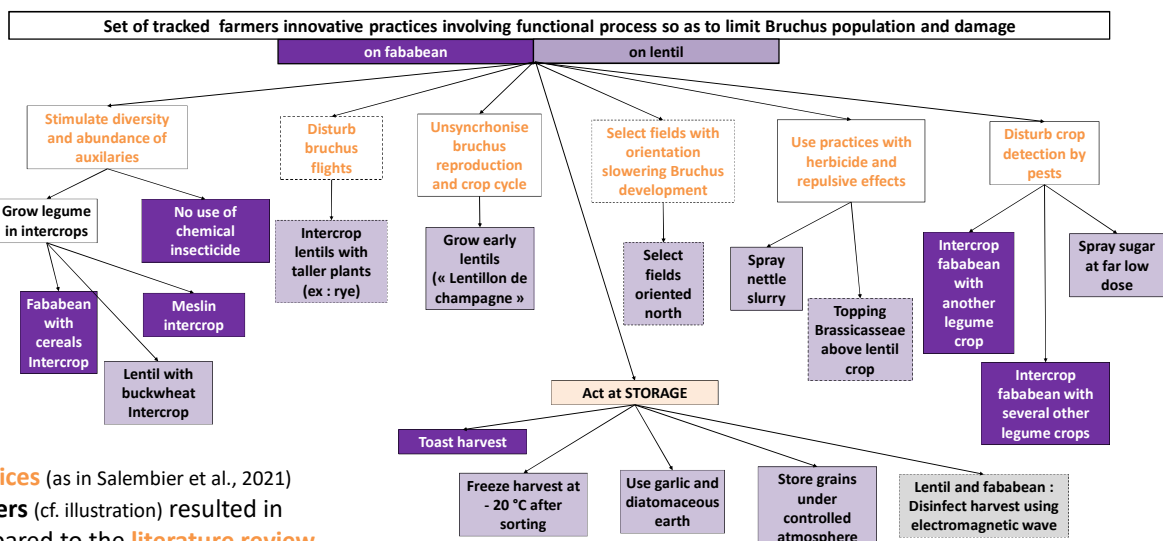 Set of tracked farmers innovative practices involving functional process so as to limit Bruchus population and damage
on fababean
on lentil
Stimulate diversity
and abundance of
auxilaries
Disturb
bruchus
flights
Unsyncrhonise
bruchus
reproduction
and crop cycle
Select fields with
orientation
slowering Bruchus
development
Use practices with
herbicide and
repulsive effects
Disturb crop
detection by
pests
Grow legume
in intercrops
No use of
chemical
insecticide
Intercrop
lentils with
taller plants
(ex : rye)
Grow early
lentils
(« Lentillon de
champagne »
Select
fields
oriented
north
Spray
nettle
slurry
Topping
Brassicasseae
above lentil
crop
Intercrop
fababean
with
another
legume
crop
Spray sugar
at far low
dose
Fababean
with
cereals
Intercrop
Meslin
intercrop
Lentil with
buckwheat
Intercrop
Intercrop
fababean with
several other
legume crops
Act at STORAGE
Toast harvest
Freeze harvest at
- 20 °C after
sorting
Use garlic and
diatomaceous
earth
Store grains
under
controlled
atmosphere
Lentil and fababean :
Disinfect harvest using
electromagnetic wave
ices (as in Salembier et al., 2021)
ers (cf. illustration) resulted in
pared to the literature review